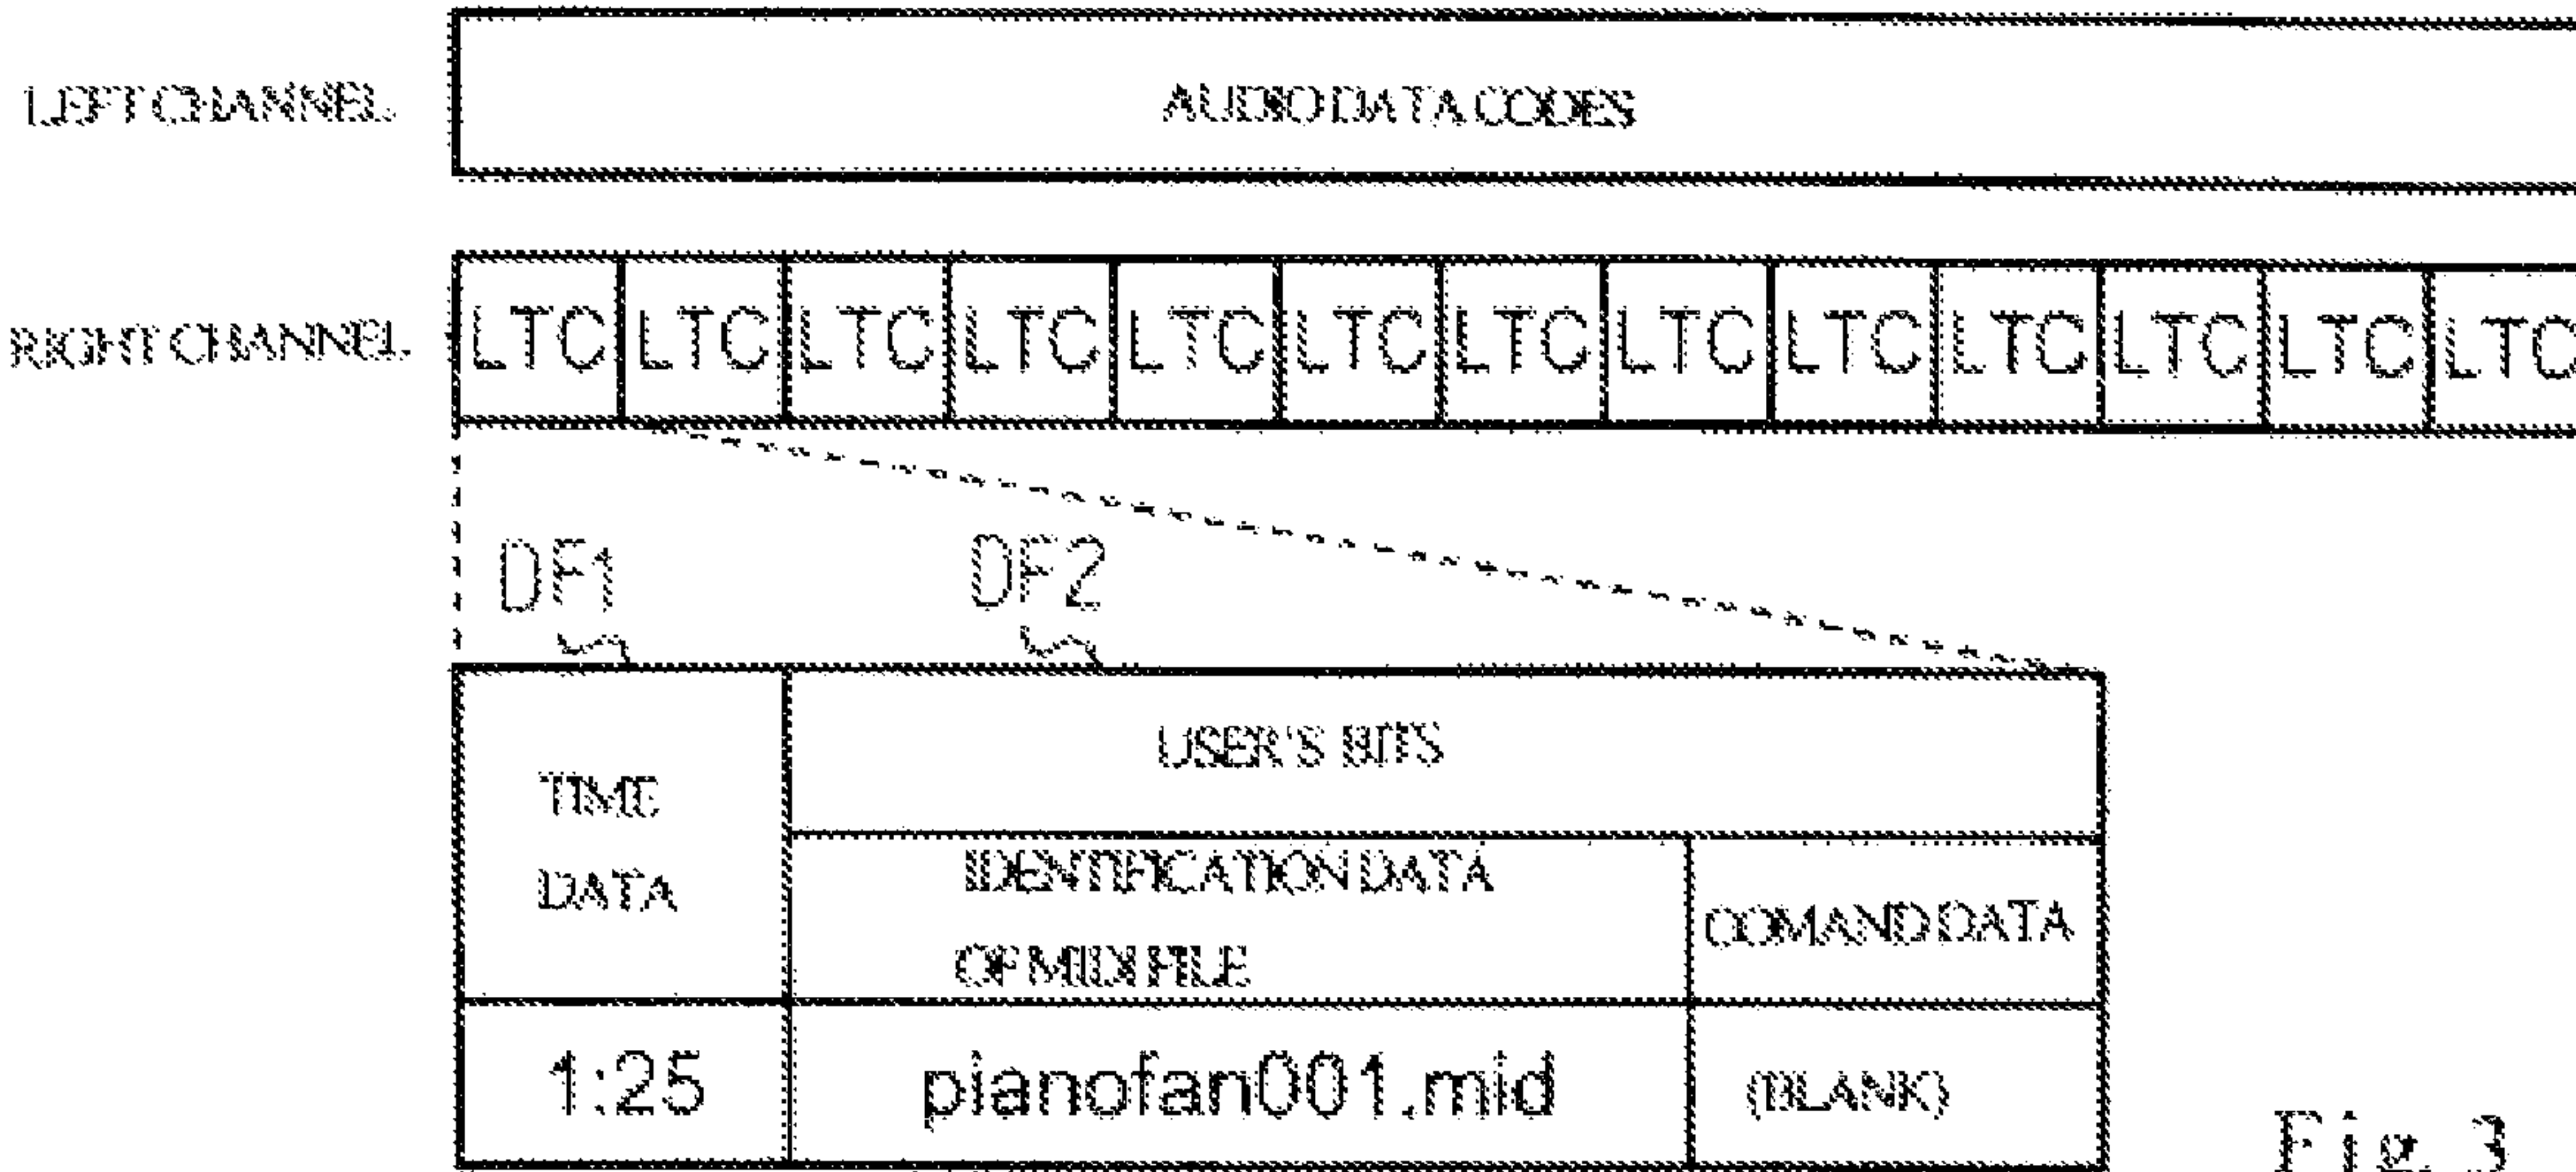 LEFT CHANNEL
AUDIO DATA CODES
RIGHT CHANNEL
LTC LTC LTC LTC LTC LTC LTC LTC LTC LTC LTC LTC LTC
DF1 DF2
USER'S BITS
TIME
DATA
IDENTIFICATION DATA
OF MIDI FILE
COMAND DATA
1:25 pianofan001.mid (BLANK)
Fig. 3